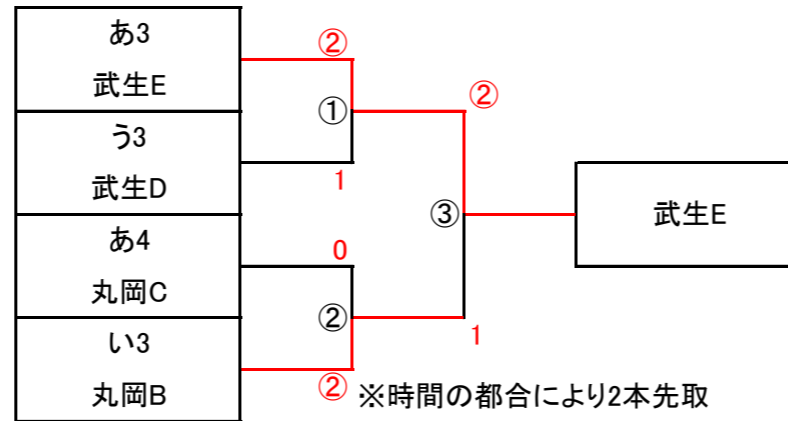 あ3
武生E
う3
武生D
あ4
丸岡C
い3
丸岡B
②
①
1
0
②
②
②
③
1
武生E
※時間の都合により2本先取